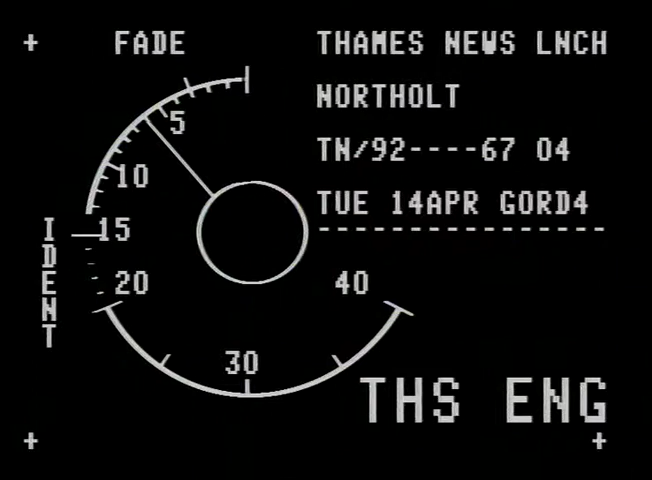 FADE
THAMES NEWS LNCH
NORTHOLT
TN/92----67 04
TUE 14APR GORD4
----------------
5
10
15
20
30
40
IDENT
THS ENG